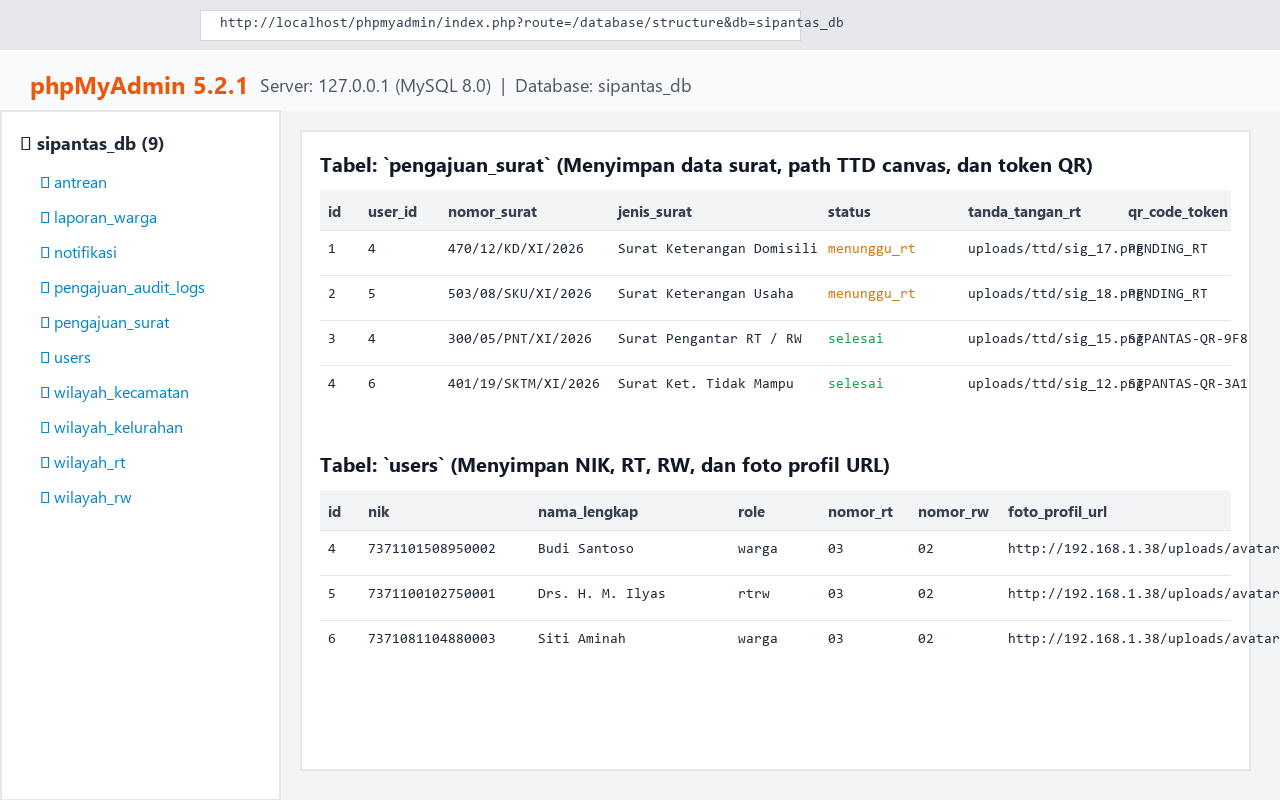 http://localhost/phpmyadmin/index.php?route=/database/structure&db=sipantas_db
phpMyAdmin 5.2.1 Server: 127.0.0.1 (MySQL 8.0) | Database: sipantas_db
sipantas_db (9)
antrean
laporan_warga
notifikasi
pengajuan_audit_logs
pengajuan_surat
users
wilayah_kecamatan
wilayah_kelurahan
wilayah_rt
wilayah_rw
Tabel: `pengajuan_surat` (Menyimpan data surat, path TTD canvas, dan token QR)
id user_id nomor_surat jenis_surat status tanda_tangan_rt qr_code_token
1 4 470/12/KD/XI/2026 Surat Keterangan Domisili menunggu_rt uploads/ttd/sig_17.png PENDING_RT
2 5 503/08/SKU/XI/2026 Surat Keterangan Usaha menunggu_rt uploads/ttd/sig_18.png PENDING_RT
3 4 300/05/PNT/XI/2026 Surat Pengantar RT / RW selesai uploads/ttd/sig_15.png SIPANTAS-QR-9F8
4 6 401/19/SKTM/XI/2026 Surat Ket. Tidak Mampu selesai uploads/ttd/sig_12.png SIPANTAS-QR-3A1
Tabel: `users` (Menyimpan NIK, RT, RW, dan foto profil URL)
id nik nama_lengkap role nomor_rt nomor_rw foto_profil_url
4 7371101508950002 Budi Santoso warga 03 02 http://192.168.1.38/uploads/avatar
5 7371100102750001 Drs. H. M. Ilyas rtrw 03 02 http://192.168.1.38/uploads/avatar
6 7371081104880003 Siti Aminah warga 03 02 http://192.168.1.38/uploads/avatar